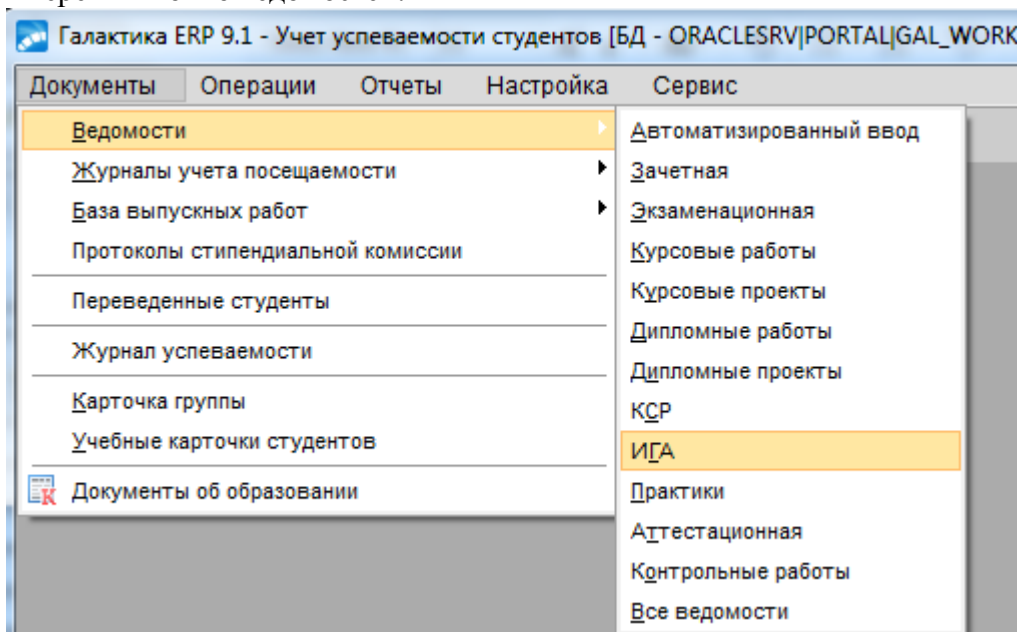 Галактика ERP 9.1 - Учет успеваемости студентов [БД - ORACLESRV|PORTAL|GAL_WORK
Документы Операции Отчеты Настройка Сервис
Ведомости
Журналы учета посещаемости
База выпускных работ
Протоколы стипендиальной комиссии
Переведенные студенты
Журнал успеваемости
Карточка группы
Учебные карточки студентов
Документы об образовании
Автоматизированный ввод
Зачетная
Экзаменационная
Курсовые работы
Курсовые проекты
Дипломные работы
Дипломные проекты
КСР
ИГА
Практики
Аттестационная
Контрольные работы
Все ведомости